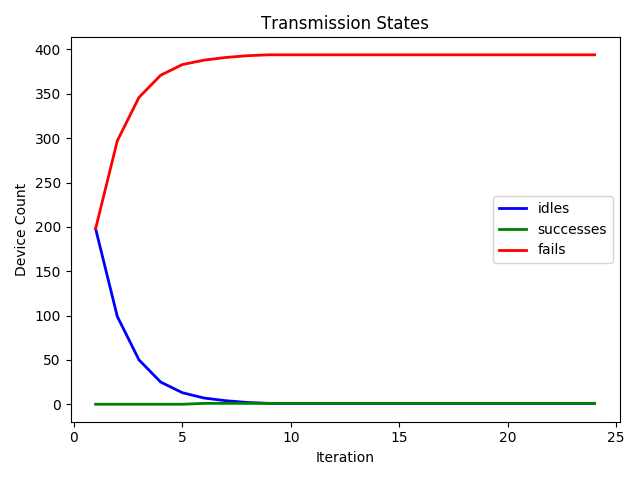 Transmission States
Device Count
400
350
300
250
200
150
100
50
0
idles
successes
fails
0 5 10 15 20 25
Iteration